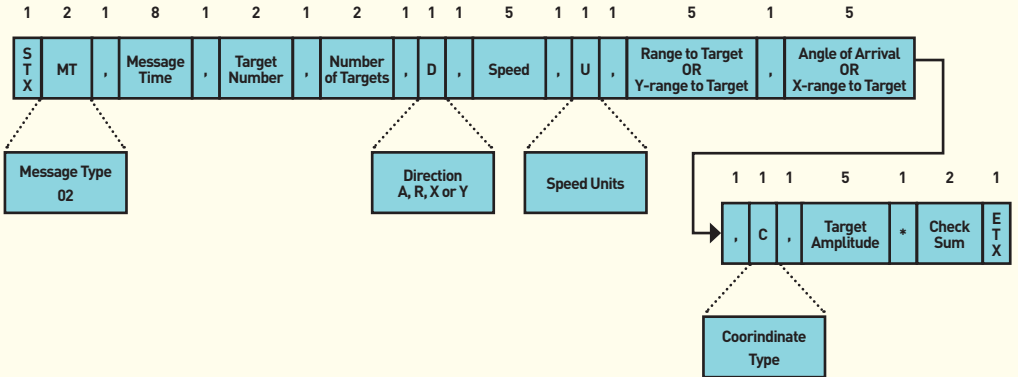 1 2 1 8 1 2 1 2 1 1 1 5 1 1 1 5 1 5
S
T
X
MT
,
Message
Time
,
Target
Number
,
Number
of Targets
,
D
,
Speed
,
U
,
Range to Target
OR
Y-range to Target
,
Angle of Arrival
OR
X-range to Target
Message Type
02
Direction
A, R, X or Y
Speed Units
1 1 1 5 1 2 1
,
C
,
Target
Amplitude
*
Check
Sum
E
T
X
Coorindinate
Type